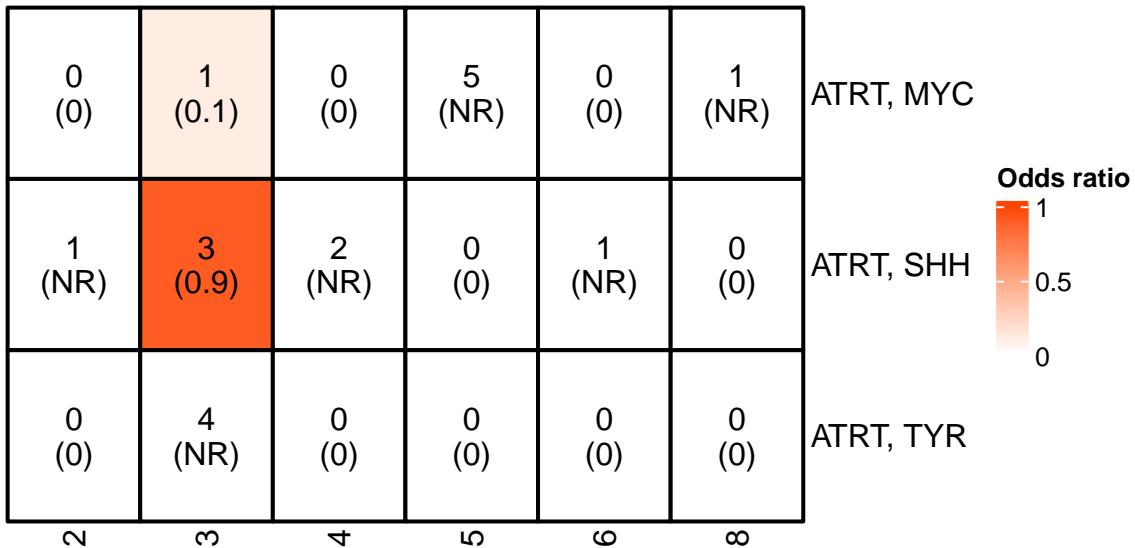 0 1 0 5 0 1
(0) (0.1) (0) (NR) (0) (NR)
ATRT, MYC
Odds ratio
1
0.5
0
1 3 2 0 1 0
(NR) (0.9) (NR) (0) (NR) (0)
ATRT, SHH
0 4 0 0 0 0
(0) (NR) (0) (0) (0) (0)
ATRT, TYR
2 3 4 5 6 8